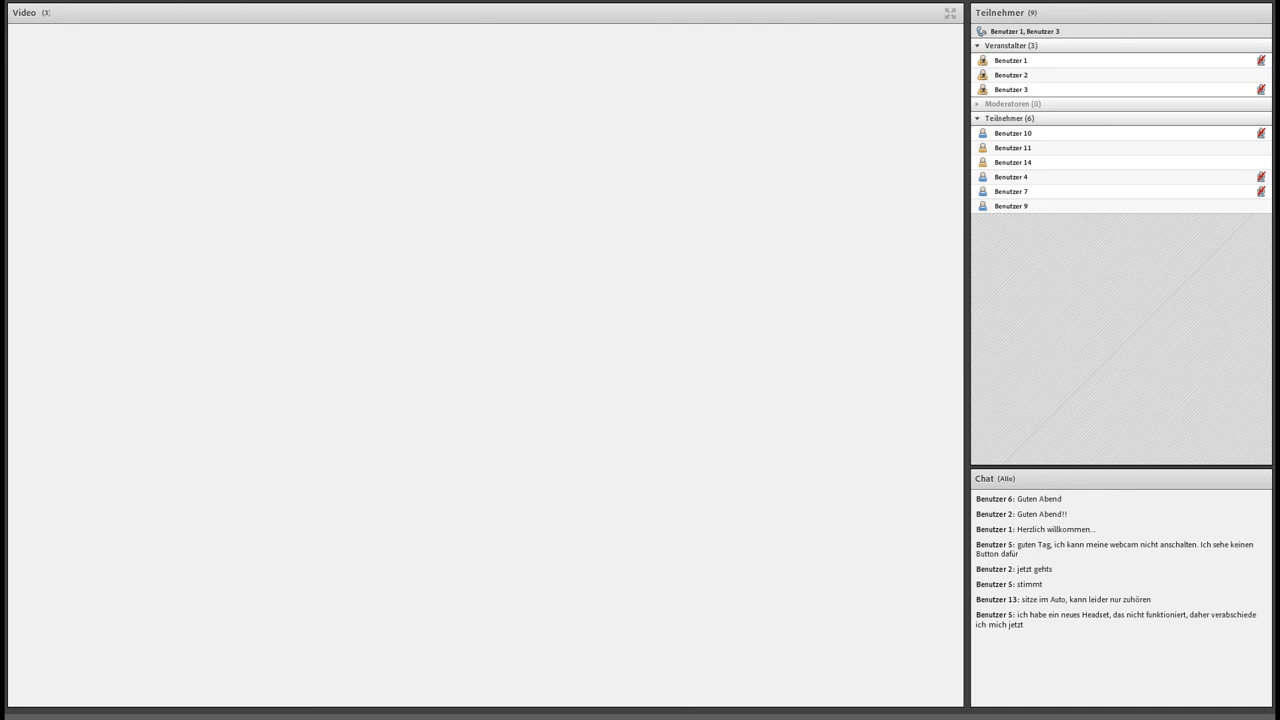 Video (3)
Teilnehmer (9)
Benutzer 1, Benutzer 3
Veranstalter (3)
Benutzer 1
Benutzer 2
Benutzer 3
Moderatoren (0)
Teilnehmer (6)
Benutzer 10
Benutzer 11
Benutzer 14
Benutzer 4
Benutzer 7
Benutzer 9
Chat (Alle)
Benutzer 6: Guten Abend
Benutzer 2: Guten Abend!!
Benutzer 1: Herzlich willkommen...
Benutzer 5: guten Tag, ich kann meine webcam nicht anschalten. Ich sehe keinen
Button dafür
Benutzer 2: jetzt gehts
Benutzer 5: stimmt
Benutzer 13: sitze im Auto, kann leider nur zuhören
Benutzer 5: ich habe ein neues Headset, das nicht funktioniert, daher verabschiede
ich mich jetzt